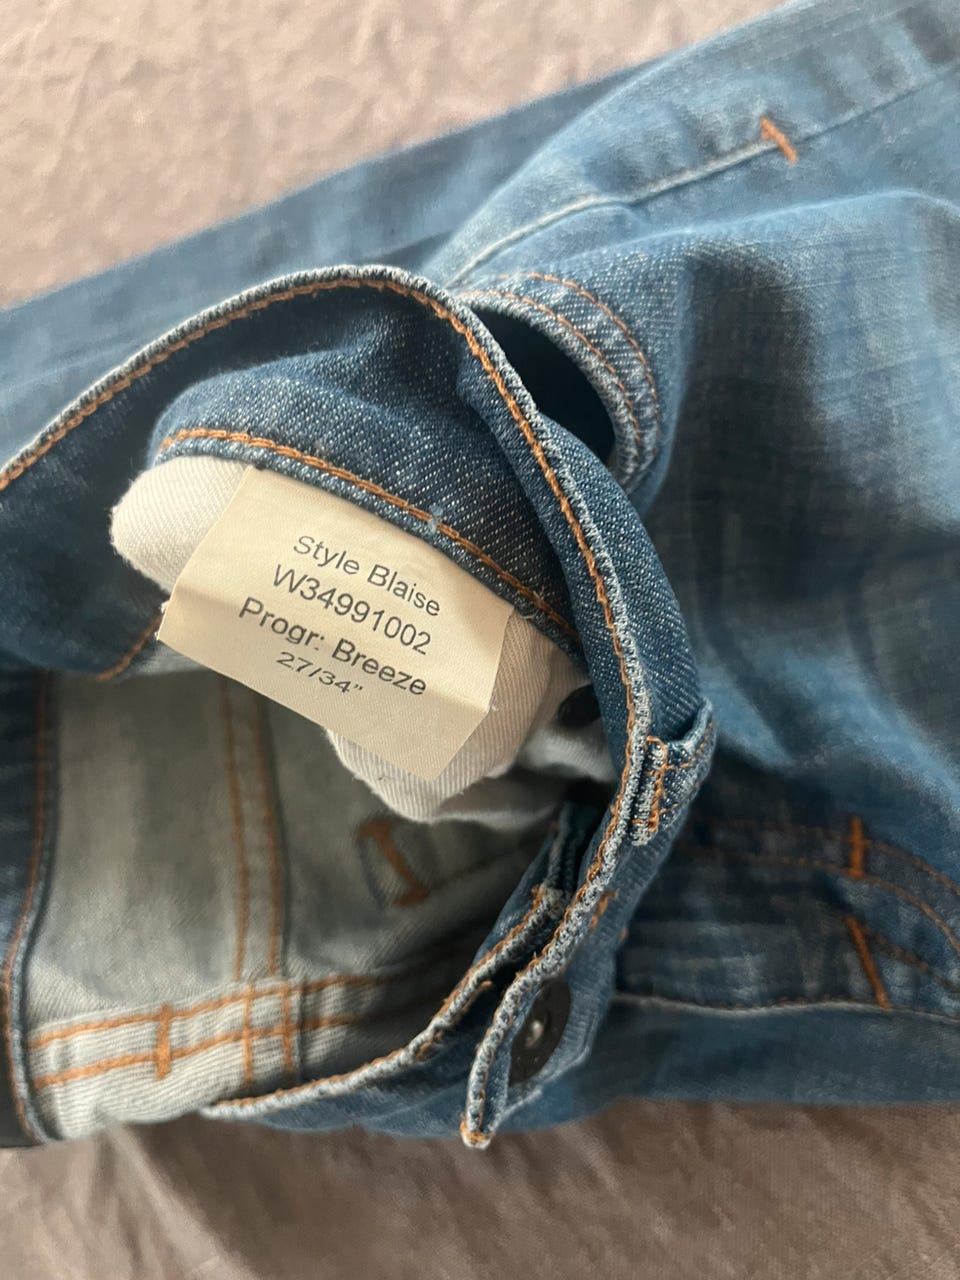 Style Blaise
W34991002
Progr: Breeze
27/34"